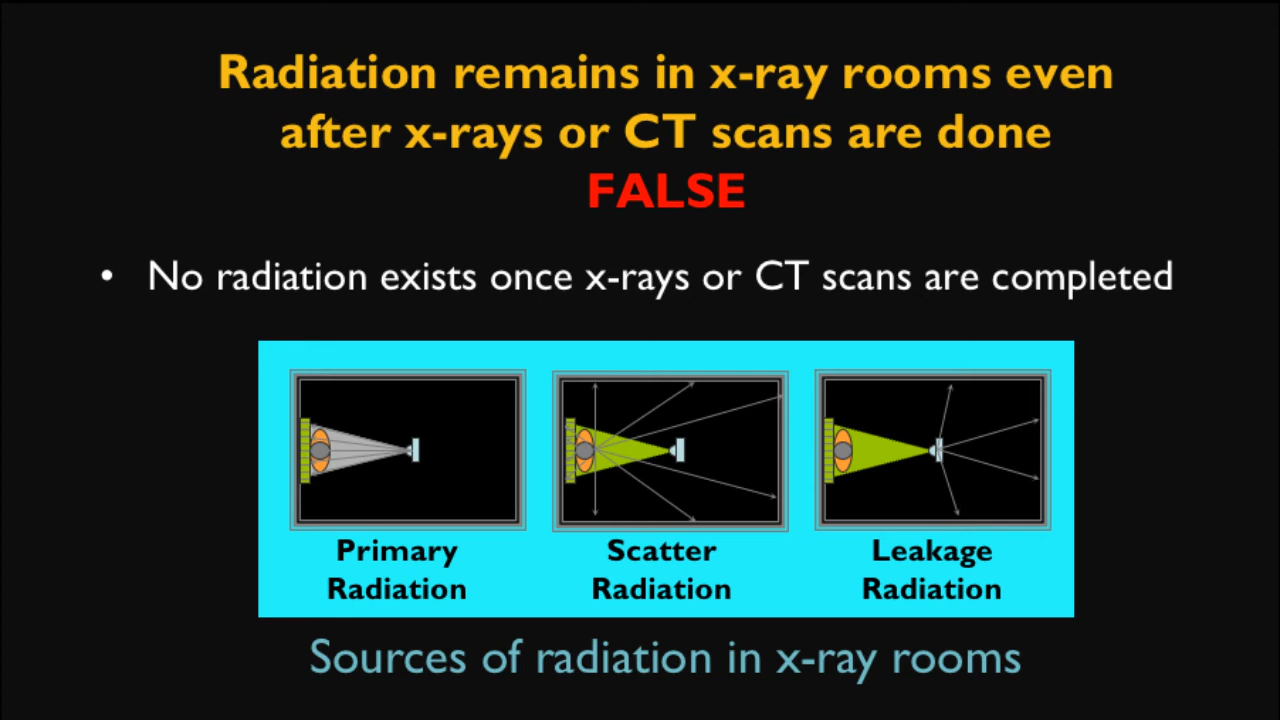 Radiation remains in x-ray rooms even
after x-rays or CT scans are done
FALSE
• No radiation exists once x-rays or CT scans are completed
Primary
Radiation
Scatter
Radiation
Leakage
Radiation
Sources of radiation in x-ray rooms